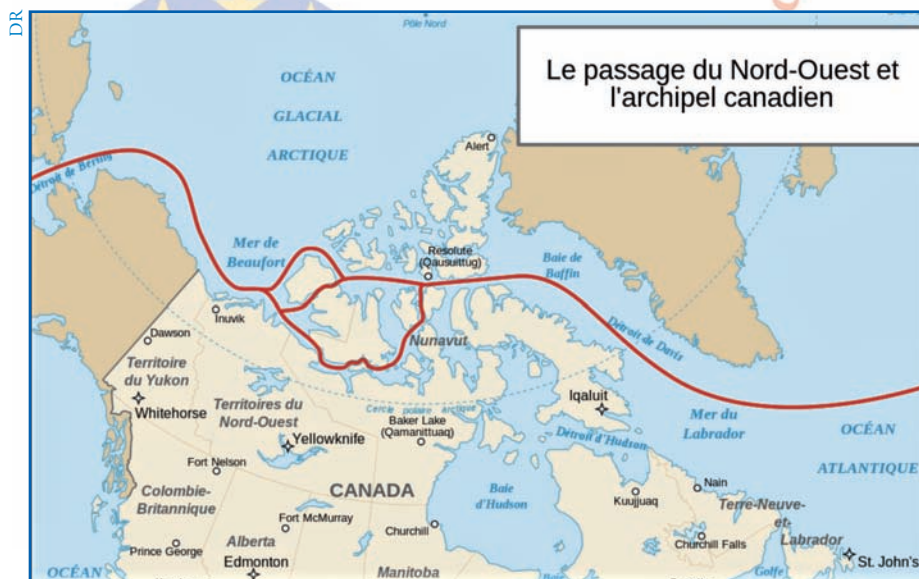 DR
Pôle Nord
Le passage du Nord-Ouest et
l'archipel canadien
OCÉAN
GLACIAL
ARCTIQUE
Alert
Détroit de Béring
Mer de
Beaufort
Resolute
(Qausuittuq)
Baie de
Baffin
Inuvik
Dawson
Nunavut
Détroit de Davis
Territoire
du Yukon
Whitehorse
Territoires du
Nord-Ouest
Cercle polaire arctique
Iqaluit
Baker Lake
(Qamanittuaq)
Mer du
Labrador
Yellowknife
Détroit d'Hudson
OCÉAN
ATLANTIQUE
Fort Nelson
CANADA
Baie
d'Hudson
Nain
Kuujjuaq
Colombie-
Britannique
Terre-Neuve-
et-
Labrador
Fort McMurray
Churchill
Churchill Falls
Prince George
Alberta
St. John's
Edmonton
OCÉAN
Manitoba
Golfe